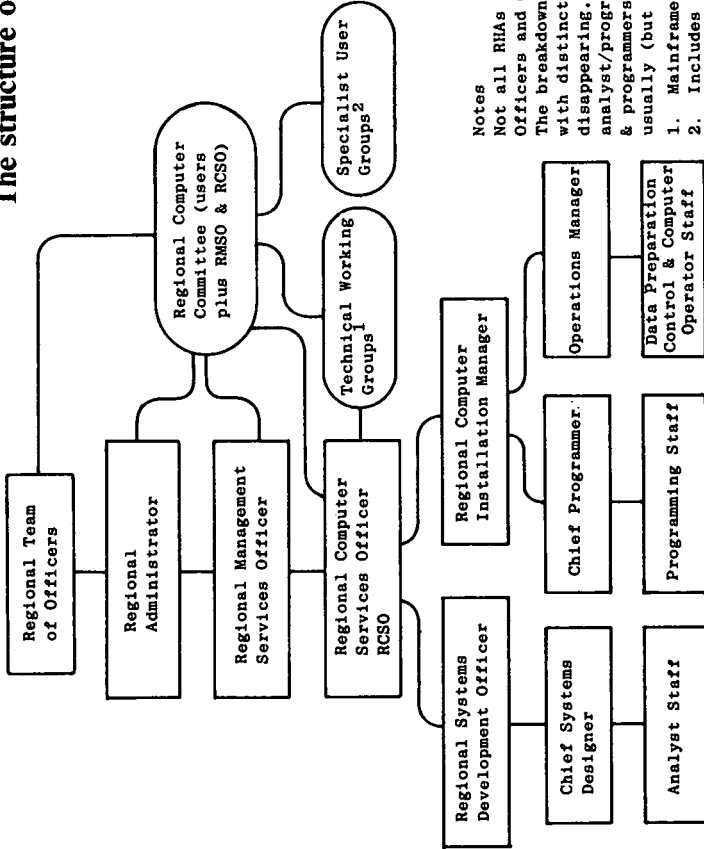 The structure o
Regional Team
of Officers
Regional
Administrator
Regional Computer
Committee (users
plus RMSO & RCSO)
Regional Management
Services Officer
Regional Computer
Services Officer
RCSO
Technical Working
Groups1
Specialist User
Groups2
Regional Systems
Development Officer
Regional Computer
Installation Manager
Chief Systems
Designer
Chief Programmer
Operations Manager
Analyst Staff
Programming Staff
Data Preparation
Control & Computer
Operator Staff
Notes
Not all RHAs
Officers and
The breakdown
with distinct
disappearing.
analyst/progr
& programmers
usually (but
1. Mainframe
2. Includes